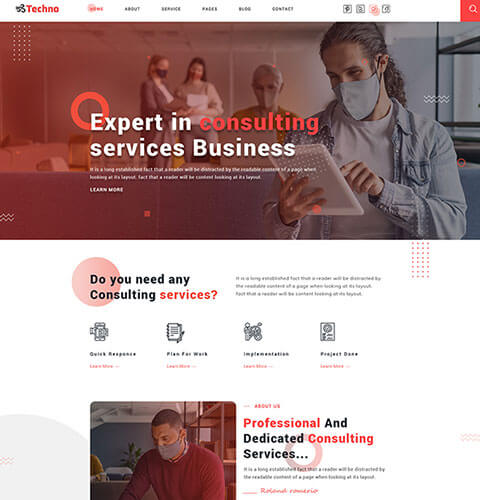 Techno
HOME ABOUT SERVICE PAGES BLOG CONTACT
Expert in consulting
services Business
It is a long established fact that a reader will be distracted by the readable content of a page when
looking at its layout. fact that a reader will be content looking at its layout.
LEARN MORE
Do you need any
Consulting services?
It is a long established fact that a reader will be distracted by
the readable content of a page when looking at its layout.
fact that a reader will be content looking at its layout.
Quick Responce
Learn More
Plan For Work
Learn More
Implementation
Learn More
Project Done
Learn More
ABOUT US
Professional And
Dedicated Consulting
Services...
It is a long established fact that a reader will be distracted by
the readable content of a page when looking at its layout.
Roland romerio